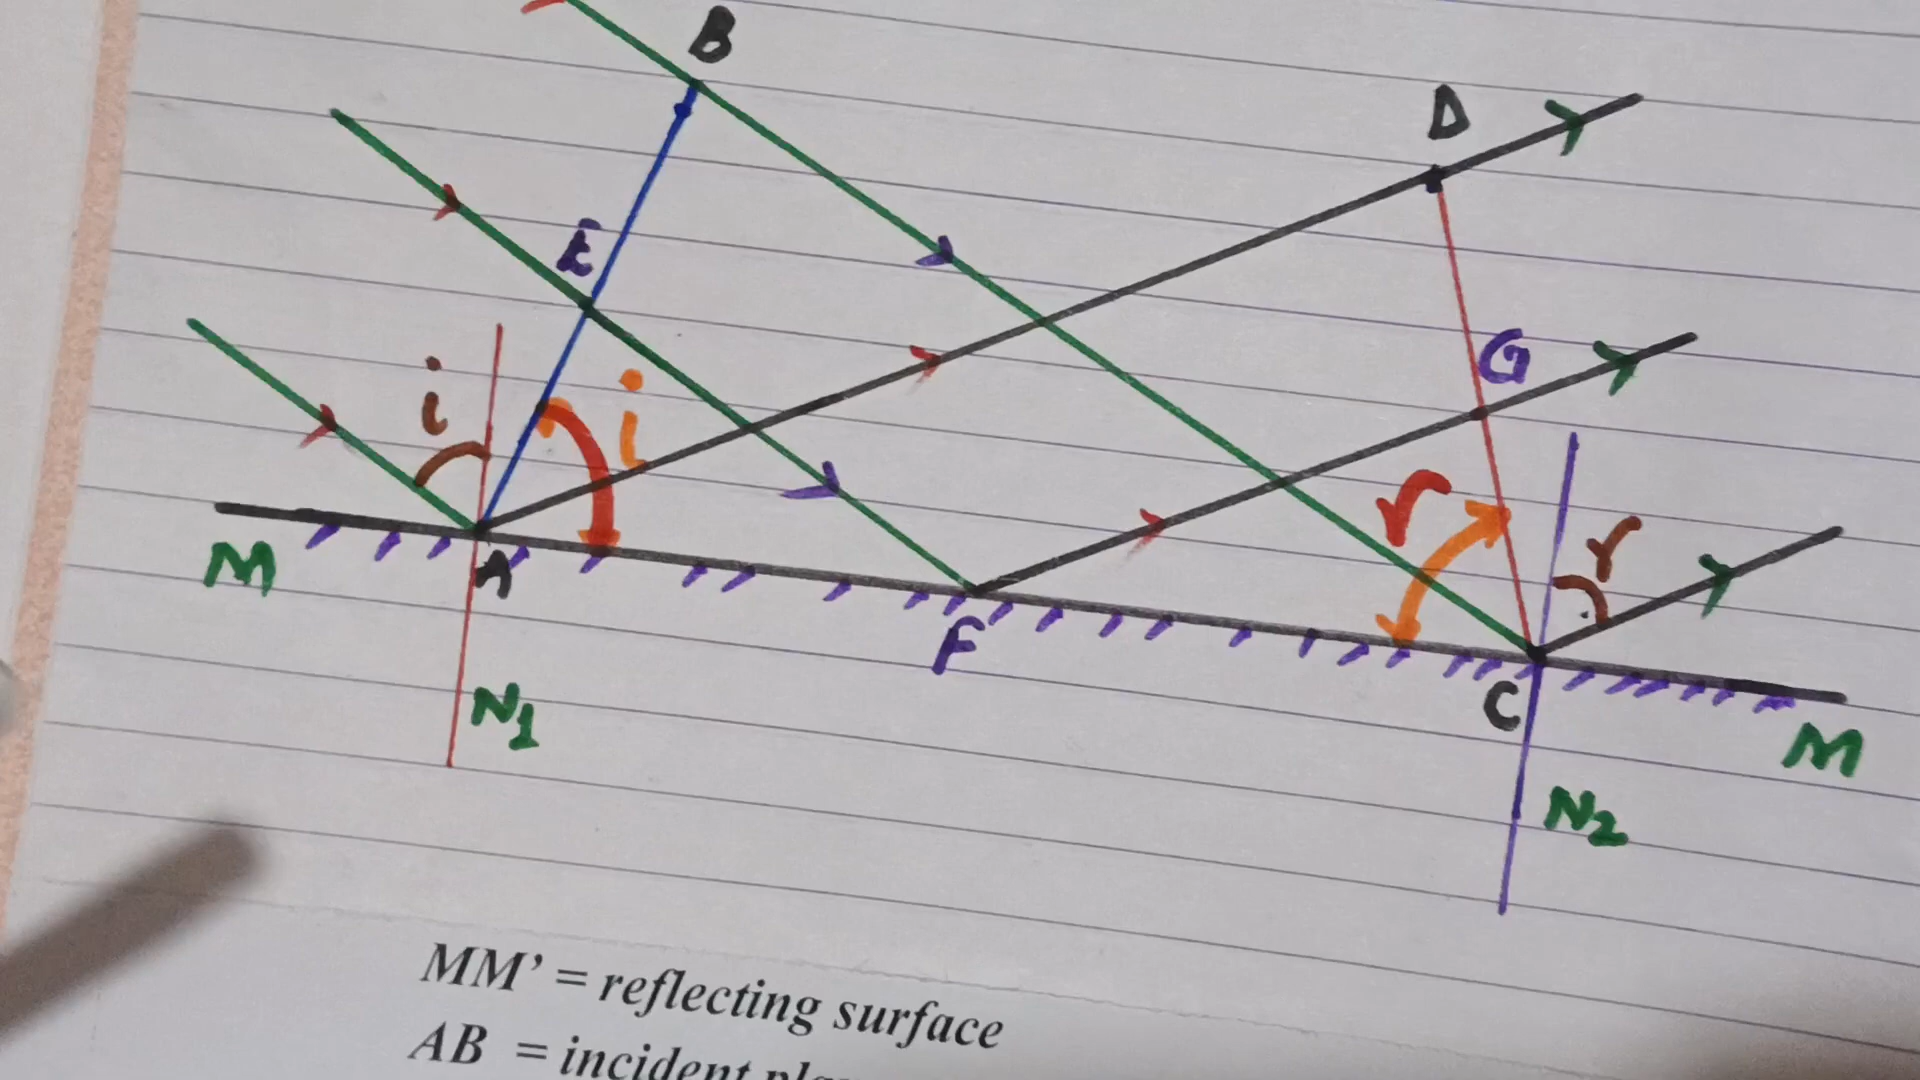 B
D
E
G
i
i
r
r
M
A
F
C
M
N1
N2
MM' = reflecting surface
AB = incident